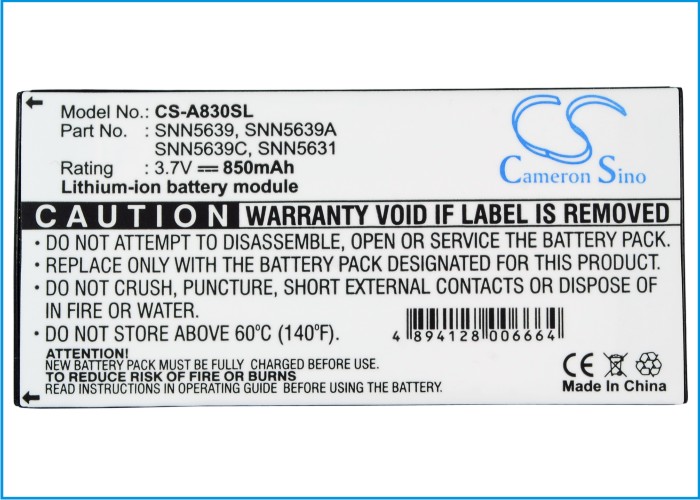 Model No.: CS-A830SL
Part No. : SNN5639, SNN5639A
SNN5639C, SNN5631
Rating : 3.7V 850mAh
Lithium-ion battery module
CS
Cameron Sino
CAUTION WARRANTY VOID IF LABEL IS REMOVED
• DO NOT ATTEMPT TO DISASSEMBLE, OPEN OR SERVICE THE BATTERY PACK.
• REPLACE ONLY WITH THE BATTERY PACK DESIGNATED FOR THIS PRODUCT.
• DO NOT CRUSH, PUNCTURE, SHORT EXTERNAL CONTACTS OR DISPOSE OF
IN FIRE OR WATER.
• DO NOT STORE ABOVE 60°C (140°F).
4 894128 006664
ATTENTION!
NEW BATTERY PACK MUST BE FULLY CHARGED BEFORE USE.
TO REDUCE RISK OF FIRE OR BURNS
READ INSTRUCTIONS OPERATING GUIDE BEFORE USING.
CE
Made In China